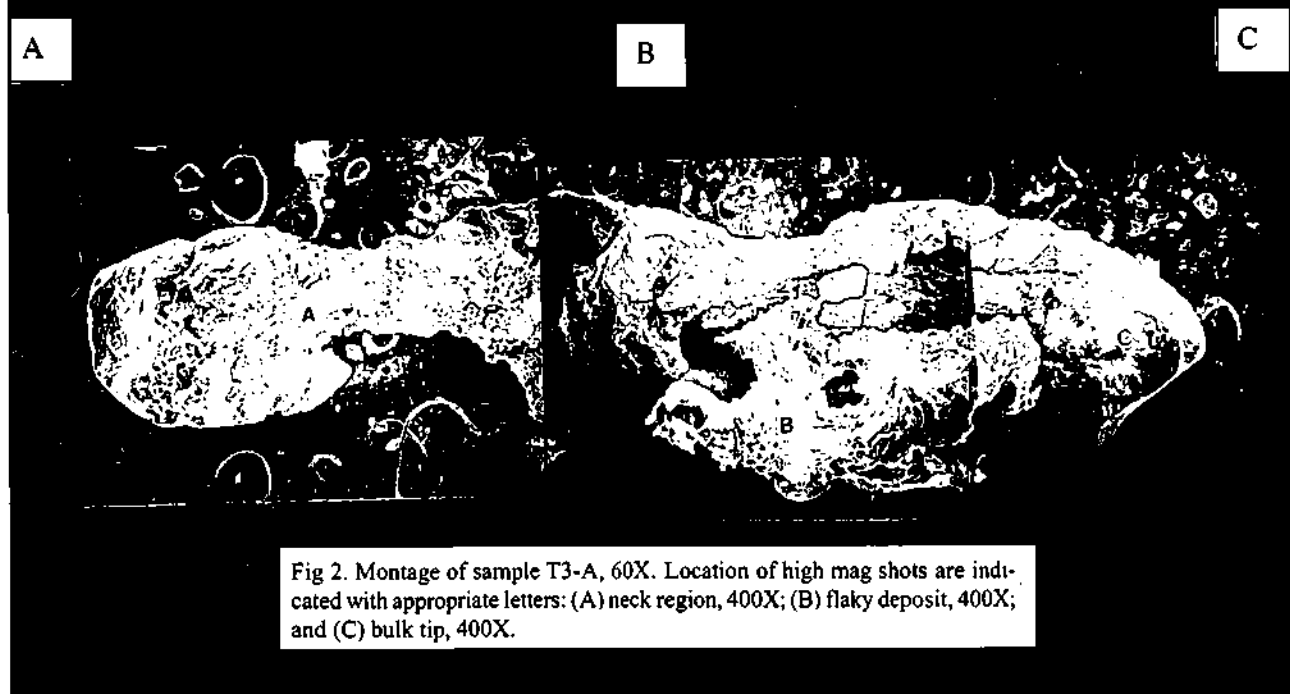 A
B
C
A
B
C
Fig 2. Montage of sample T3-A, 60X. Location of high mag shots are indi-
cated with appropriate letters: (A) neck region, 400X; (B) flaky deposit, 400X;
and (C) bulk tip, 400X.